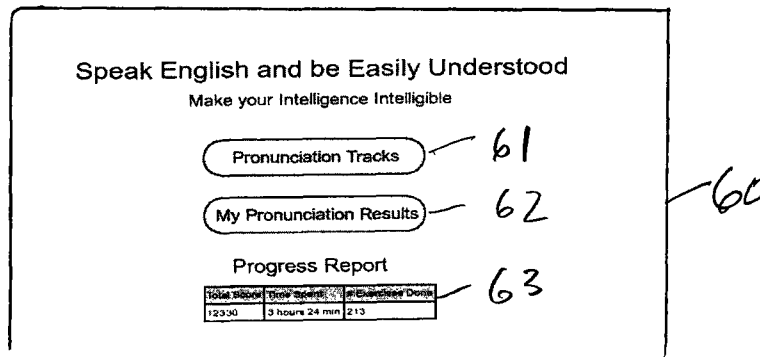 Speak English and be Easily Understood
Make your Intelligence Intelligible
Pronunciation Tracks 61
My Pronunciation Results 62
60
Progress Report
Total Score Time Spent # Exercises Done 63
12330 3 hours 24 min 213